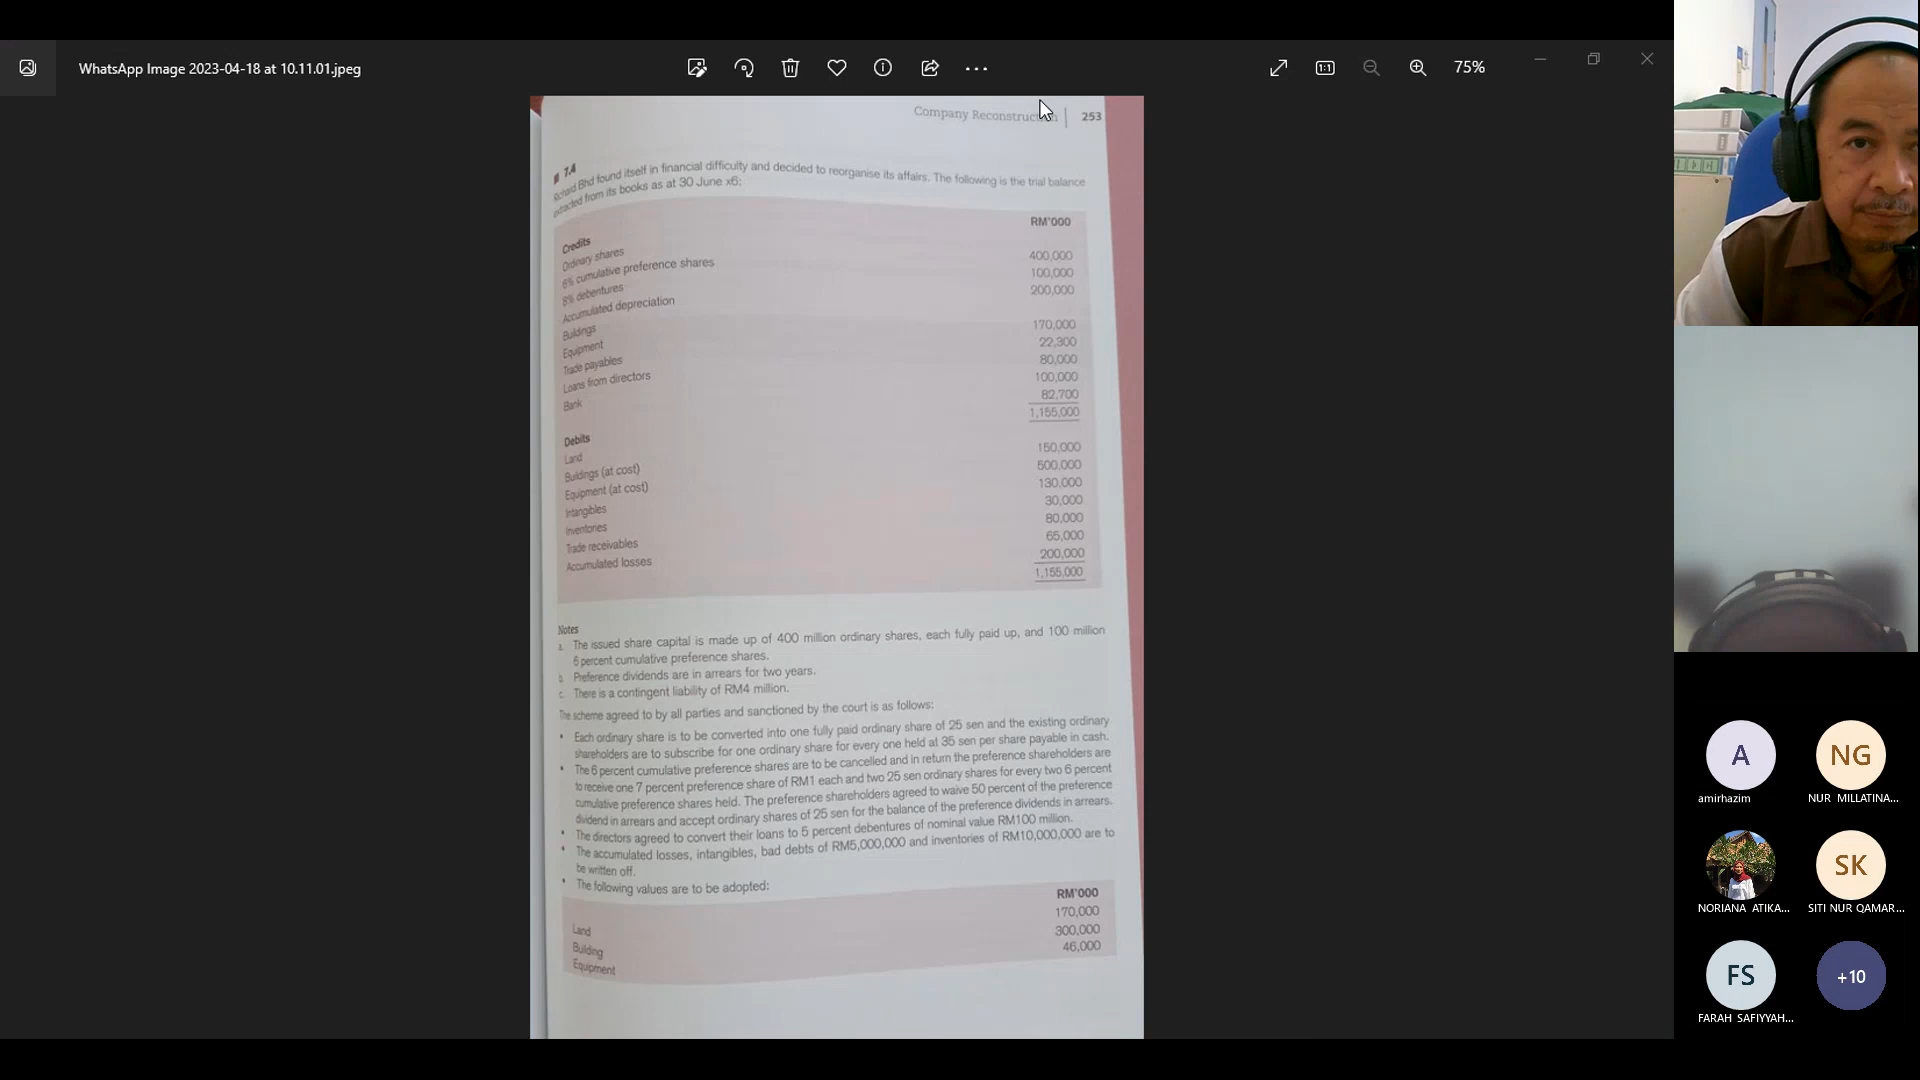 WhatsApp Image 2023-04-18 at 10.11.01.jpeg
75%
Company Reconstruction | 253
7.4
Richard Bhd found itself in financial difficulty and decided to reorganise its affairs. The following is the trial balance
extracted from its books as at 30 June x6:
RM'000
Credits
Ordinary shares 400,000
6% cumulative preference shares 100,000
8% debentures 200,000
Accumulated depreciation
Buildings 170,000
Equipment 22,300
Trade payables 80,000
Loans from directors 100,000
Bank 82,700
1,155,000
Debits
Land 150,000
Buildings (at cost) 500,000
Equipment (at cost) 130,000
Intangibles 30,000
Inventories 80,000
Trade receivables 65,000
Accumulated losses 200,000
1,155,000
Notes
a. The issued share capital is made up of 400 million ordinary shares, each fully paid up, and 100 million
6 percent cumulative preference shares.
b. Preference dividends are in arrears for two years.
c. There is a contingent liability of RM4 million.
The scheme agreed to by all parties and sanctioned by the court is as follows:
• Each ordinary share is to be converted into one fully paid ordinary share of 25 sen and the existing ordinary
shareholders are to subscribe for one ordinary share for every one held at 35 sen per share payable in cash.
• The 6 percent cumulative preference shares are to be cancelled and in return the preference shareholders are
to receive one 7 percent preference share of RM1 each and two 25 sen ordinary shares for every two 6 percent
cumulative preference shares held. The preference shareholders agreed to waive 50 percent of the preference
dividend in arrears and accept ordinary shares of 25 sen for the balance of the preference dividends in arrears.
• The directors agreed to convert their loans to 5 percent debentures of nominal value RM100 million.
• The accumulated losses, intangibles, bad debts of RM5,000,000 and inventories of RM10,000,000 are to
be written off.
• The following values are to be adopted:
RM'000
Land 170,000
Building 300,000
Equipment 46,000
A
amirhazim
NG
NUR MILLATINA...
NORIANA ATIKA...
SK
SITI NUR QAMAR...
FS
FARAH SAFIYYAH...
+10